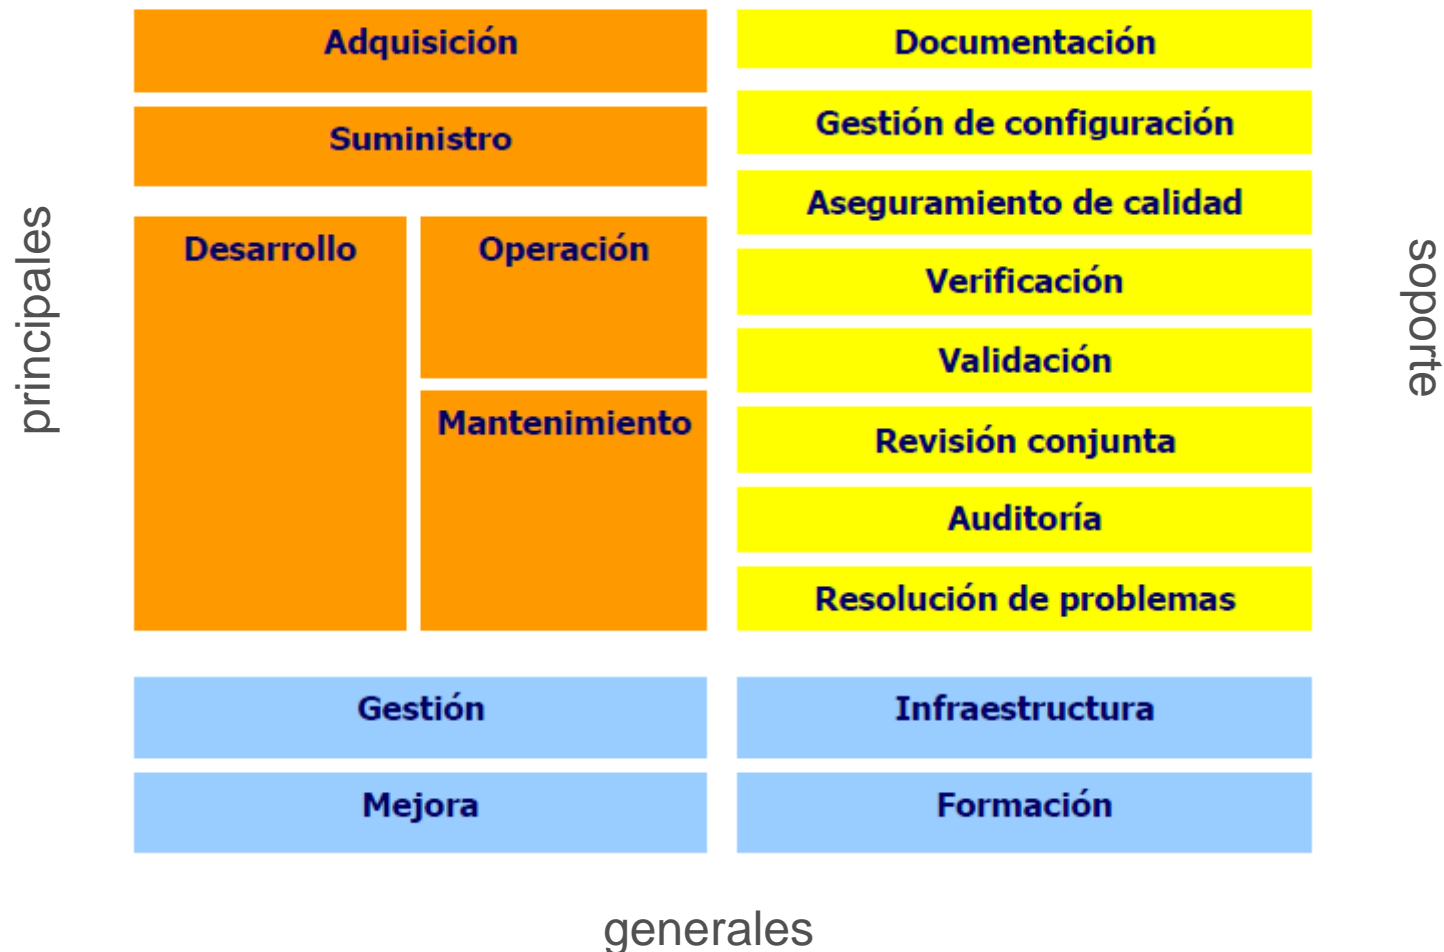 principales
Adquisición
Suministro
Desarrollo
Operación
Mantenimiento
Documentación
Gestión de configuración
Aseguramiento de calidad
Verificación
Validación
Revisión conjunta
Auditoría
Resolución de problemas
soporte
Gestión
Infraestructura
Mejora
Formación
generales